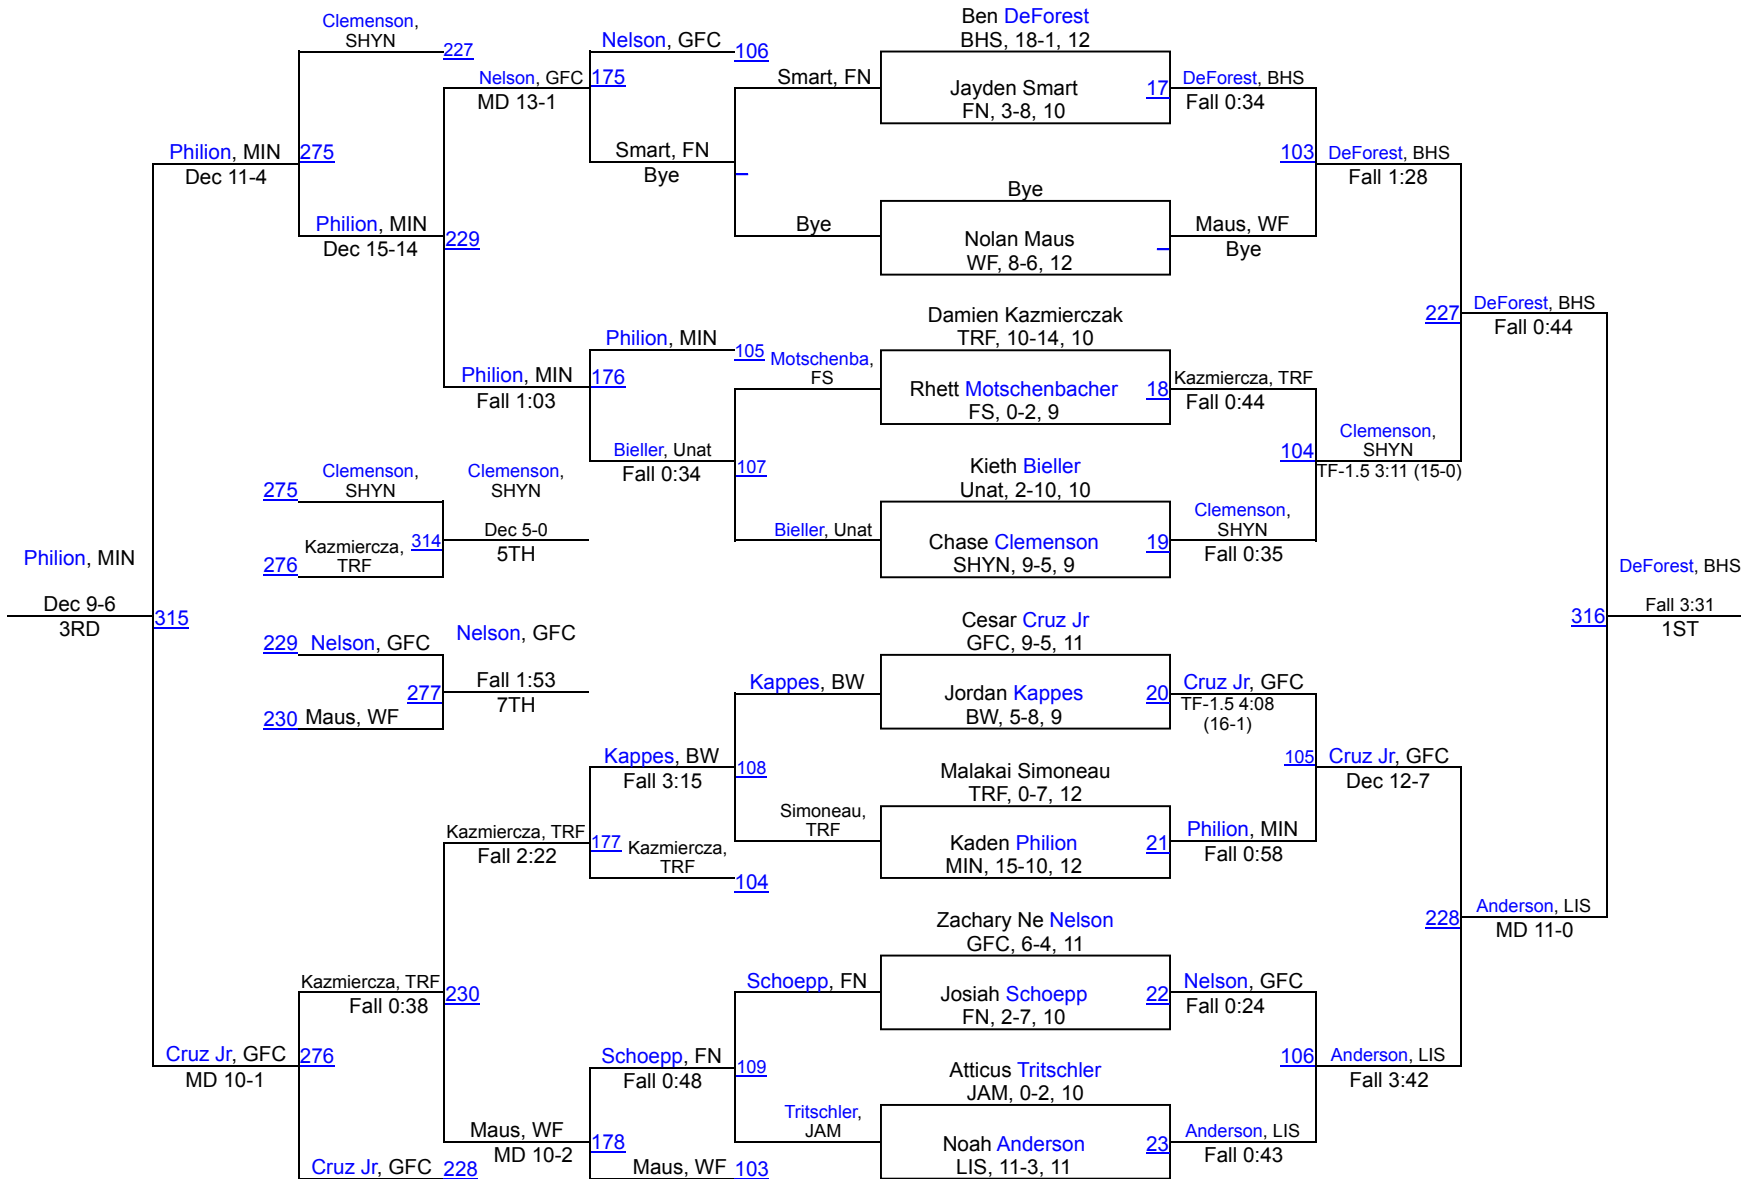 Clemenson,
SHYN
227
Philion, MIN
275
Dec 11-4
Philion, MIN
229
Dec 15-14
Nelson, GFC
175
MD 13-1
Nelson, GFC
106
Smart, FN
Bye
Smart, FN
Bye
Philion, MIN
176
Fall 1:03
Philion, MIN
105
Bieller, Unat
107
Fall 0:34
Motschenba,
FS
Bieller, Unat
Ben DeForest
BHS, 18-1, 12
Jayden Smart
17
FN, 3-8, 10
Bye
Nolan Maus
WF, 8-6, 12
Damien Kazmierczak
TRF, 10-14, 10
Rhett Motschenbacher
18
FS, 0-2, 9
Kieth Bieller
Unat, 2-10, 10
Chase Clemenson
19
SHYN, 9-5, 9
DeForest, BHS
Fall 0:34
Maus, WF
Bye
103
DeForest, BHS
Fall 1:28
Kazmiercza, TRF
Fall 0:44
Clemenson,
SHYN
Fall 0:35
104
Clemenson,
SHYN
TF-1.5 3:11 (15-0)
227
DeForest, BHS
Fall 0:44
275
Clemenson,
SHYN
276
Kazmiercza,
TRF
314
Clemenson,
SHYN
Dec 5-0
5TH
Philion, MIN
Dec 9-6
3RD
315
229 Nelson, GFC
230 Maus, WF
277
Nelson, GFC
Fall 1:53
7TH
DeForest, BHS
316
Fall 3:31
1ST
Cesar Cruz Jr
GFC, 9-5, 11
Jordan Kappes
20
BW, 5-8, 9
Malakai Simoneau
TRF, 0-7, 12
Kaden Philion
21
MIN, 15-10, 12
Zachary Ne Nelson
GFC, 6-4, 11
Josiah Schoepp
22
FN, 2-7, 10
Atticus Tritschler
JAM, 0-2, 10
Noah Anderson
23
LIS, 11-3, 11
Kappes, BW
Simoneau,
TRF
Kappes, BW
108
Fall 3:15
Kazmiercza, TRF
177
Fall 2:22
Kazmiercza,
TRF
104
Kazmiercza, TRF
230
Fall 0:38
Cruz Jr, GFC
276
MD 10-1
Cruz Jr, GFC
228
Schoepp, FN
Tritschler,
JAM
Schoepp, FN
109
Fall 0:48
Maus, WF
178
MD 10-2
Maus, WF
103
Cruz Jr, GFC
TF-1.5 4:08
(16-1)
Philion, MIN
Fall 0:58
105
Cruz Jr, GFC
Dec 12-7
Nelson, GFC
Fall 0:24
Anderson, LIS
Fall 0:43
106
Anderson, LIS
Fall 3:42
228
Anderson, LIS
MD 11-0